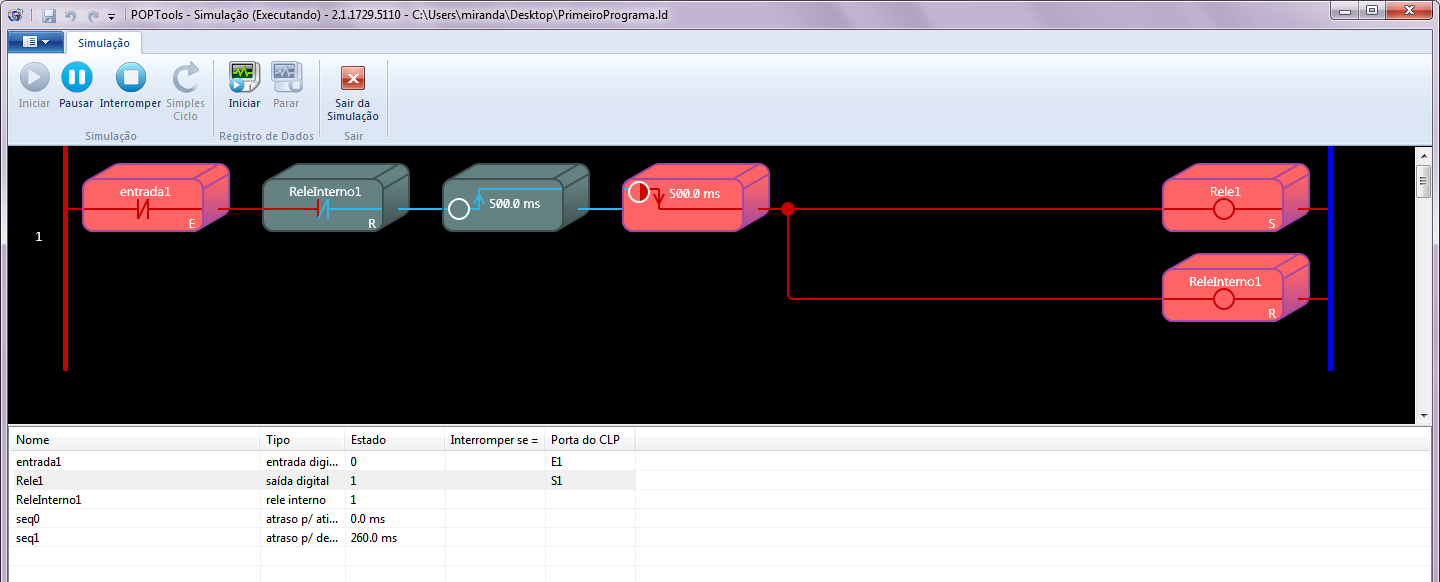 POPTools - Simulação (Executando) - 2.1.1729.5110 - C:\Users\miranda\Desktop\PrimeiroPrograma.ld
Simulação
Iniciar Pausar Interromper Simples Ciclo
Iniciar Parar
Sair da Simulação
Simulação Registro de Dados Sair
entrada1 ReleInterno1 500.0 ms 500.0 ms Rele1
E R S
1
ReleInterno1
R
Nome Tipo Estado Interromper se = Porta do CLP
entrada1 entrada digi... 0 E1
Rele1 saída digital 1 S1
ReleInterno1 rele interno 1
seq0 atraso p/ ati... 0.0 ms
seq1 atraso p/ de... 260.0 ms